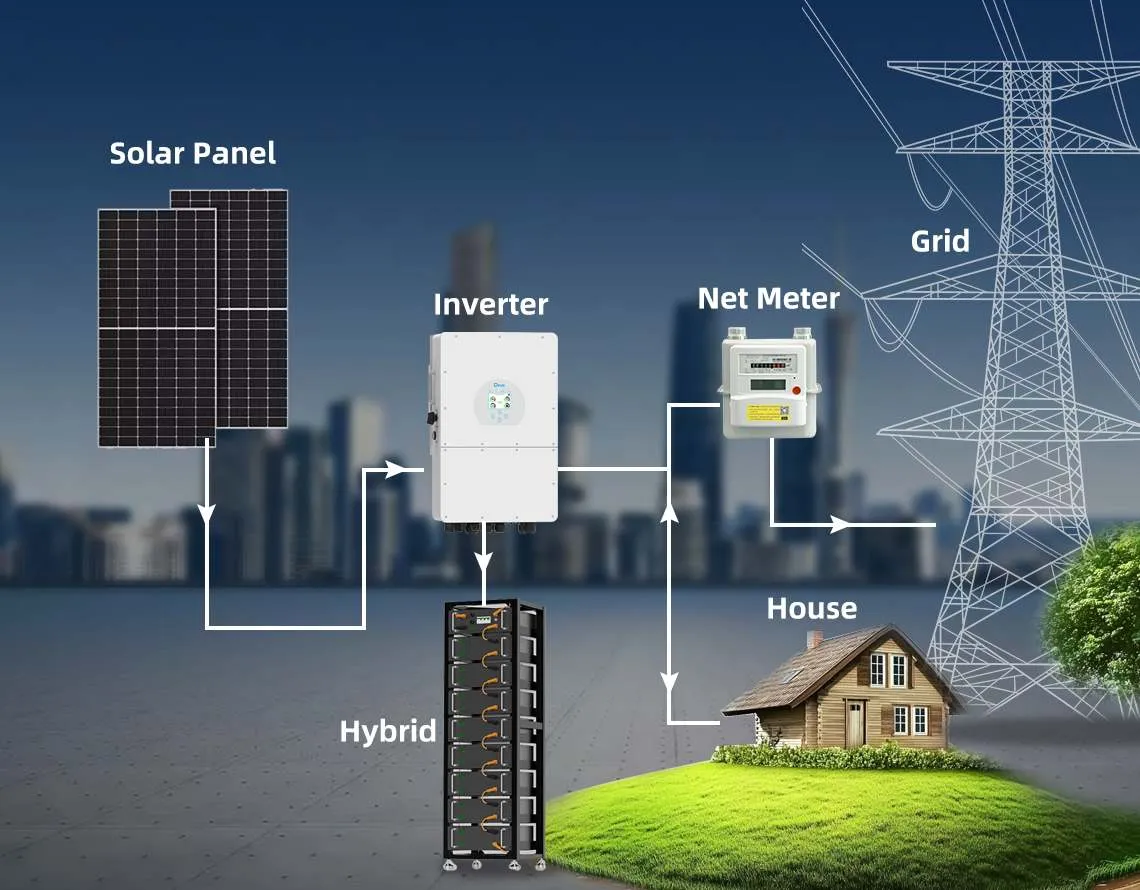 Solar Panel
Grid
Inverter
Net Meter
House
Hybrid